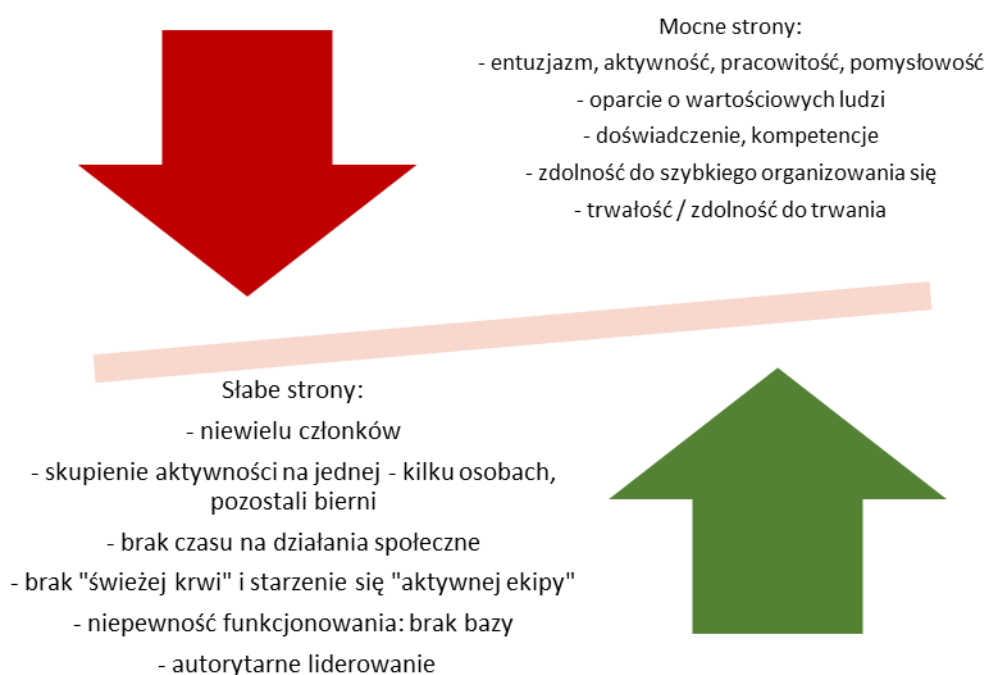 Mocne strony:
- entuzjazm, aktywność, pracowitość, pomysłowość
- oparcie o wartościowych ludzi
- doświadczenie, kompetencje
- zdolność do szybkiego organizowania się
- trwałość / zdolność do trwania
Słabe strony:
- niewielu członków
- skupienie aktywności na jednej - kilku osobach,
pozostali bierni
- brak czasu na działania społeczne
- brak "świeżej krwi" i starzenie się "aktywnej ekipy"
- niepewność funkcjonowania: brak bazy
- autorytarne liderowanie